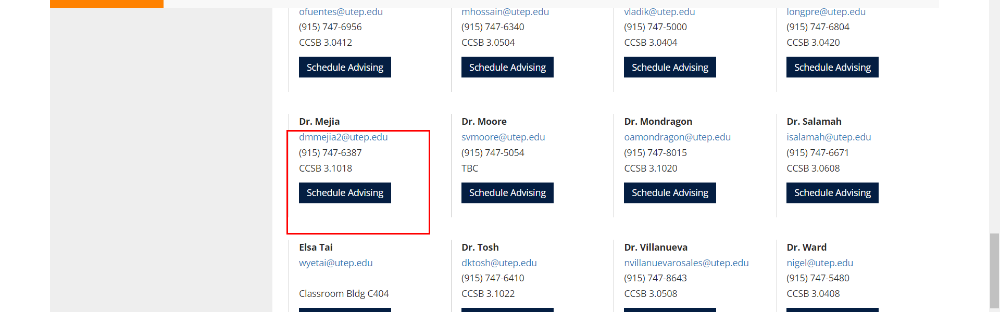 ofuentes@utep.edu
(915) 747-6956
CCSB 3.0412
Schedule Advising
mhossain@utep.edu
(915) 747-6340
CCSB 3.0504
Schedule Advising
vladik@utep.edu
(915) 747-5000
CCSB 3.0404
Schedule Advising
longpre@utep.edu
(915) 747-6804
CCSB 3.0420
Schedule Advising
Dr. Mejia
dmmejia2@utep.edu
(915) 747-6387
CCSB 3.1018
Schedule Advising
Dr. Moore
svmoore@utep.edu
(915) 747-5054
TBC
Schedule Advising
Dr. Mondragon
oamondragon@utep.edu
(915) 747-8015
CCSB 3.1020
Schedule Advising
Dr. Salamah
isalamah@utep.edu
(915) 747-6671
CCSB 3.0608
Schedule Advising
Elsa Tai
wyetai@utep.edu
Classroom Bldg C404
Dr. Tosh
dktosh@utep.edu
(915) 747-6410
CCSB 3.1022
Dr. Villanueva
nvillanuevarosales@utep.edu
(915) 747-8643
CCSB 3.0508
Dr. Ward
nigel@utep.edu
(915) 747-5480
CCSB 3.0408